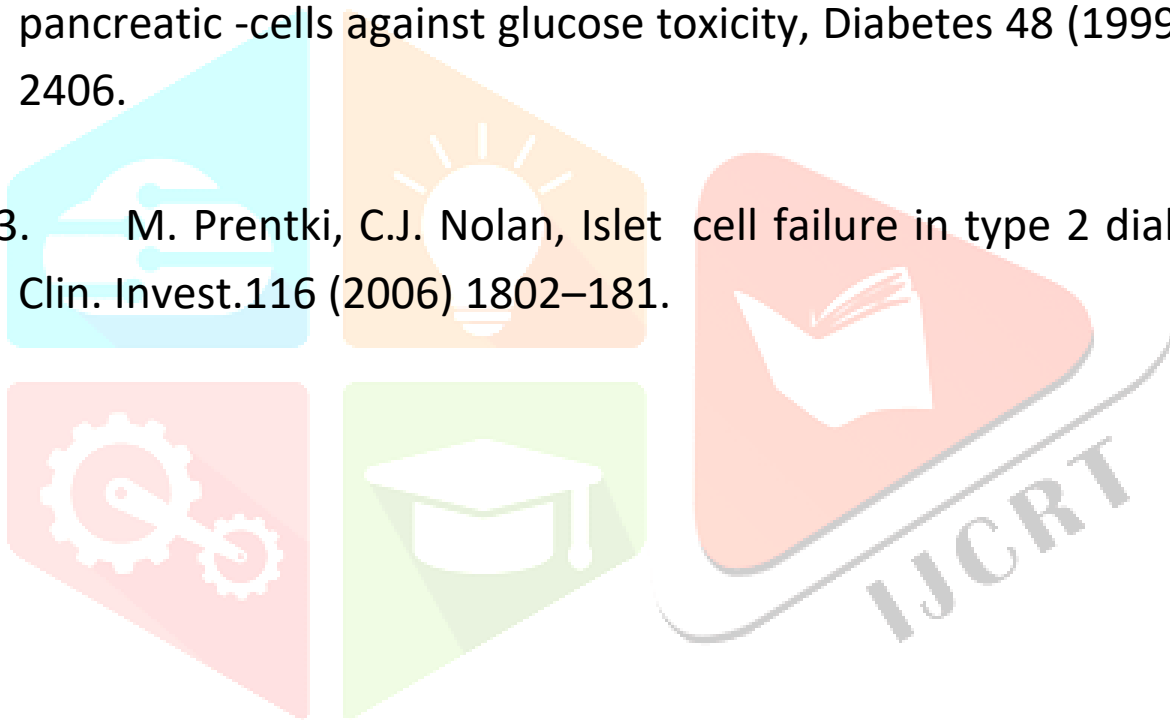 pancreatic -cells against glucose toxicity, Diabetes 48 (1999
2406.
3. M. Prentki, C.J. Nolan, Islet cell failure in type 2 dial
Clin. Invest.116 (2006) 1802–181.
IJCRT